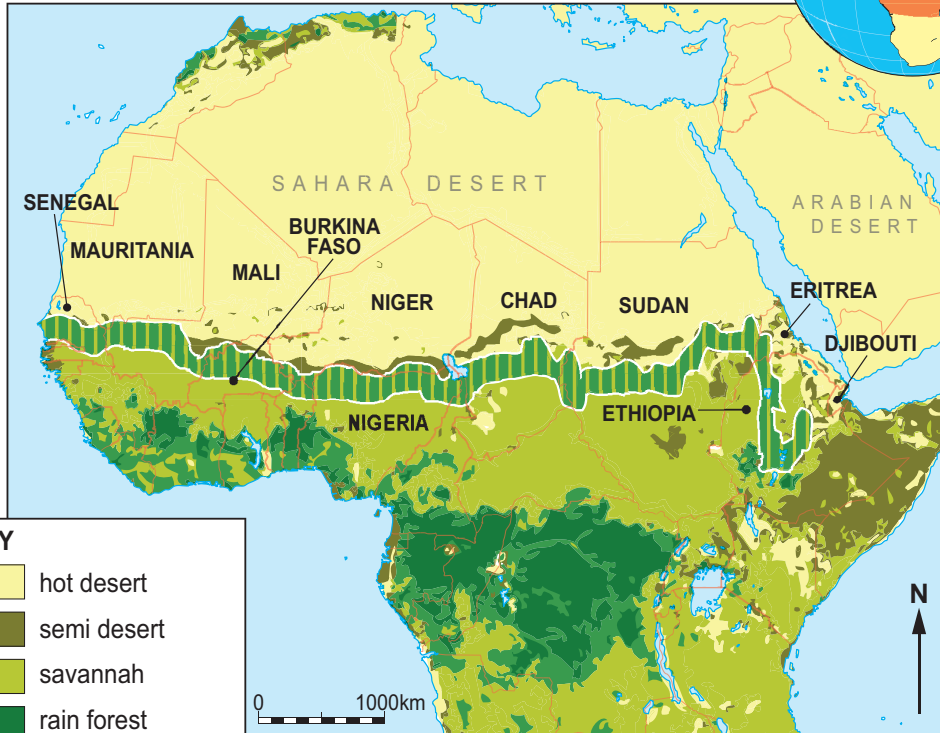 SAHARA DESERT
ARABIAN
DESERT
SENEGAL
MAURITANIA
MALI
BURKINA
FASO
NIGER
CHAD
SUDAN
ERITREA
DJIBOUTI
ETHIOPIA
NIGERIA
Y
hot desert
semi desert
savannah
rain forest
0 1000km
N